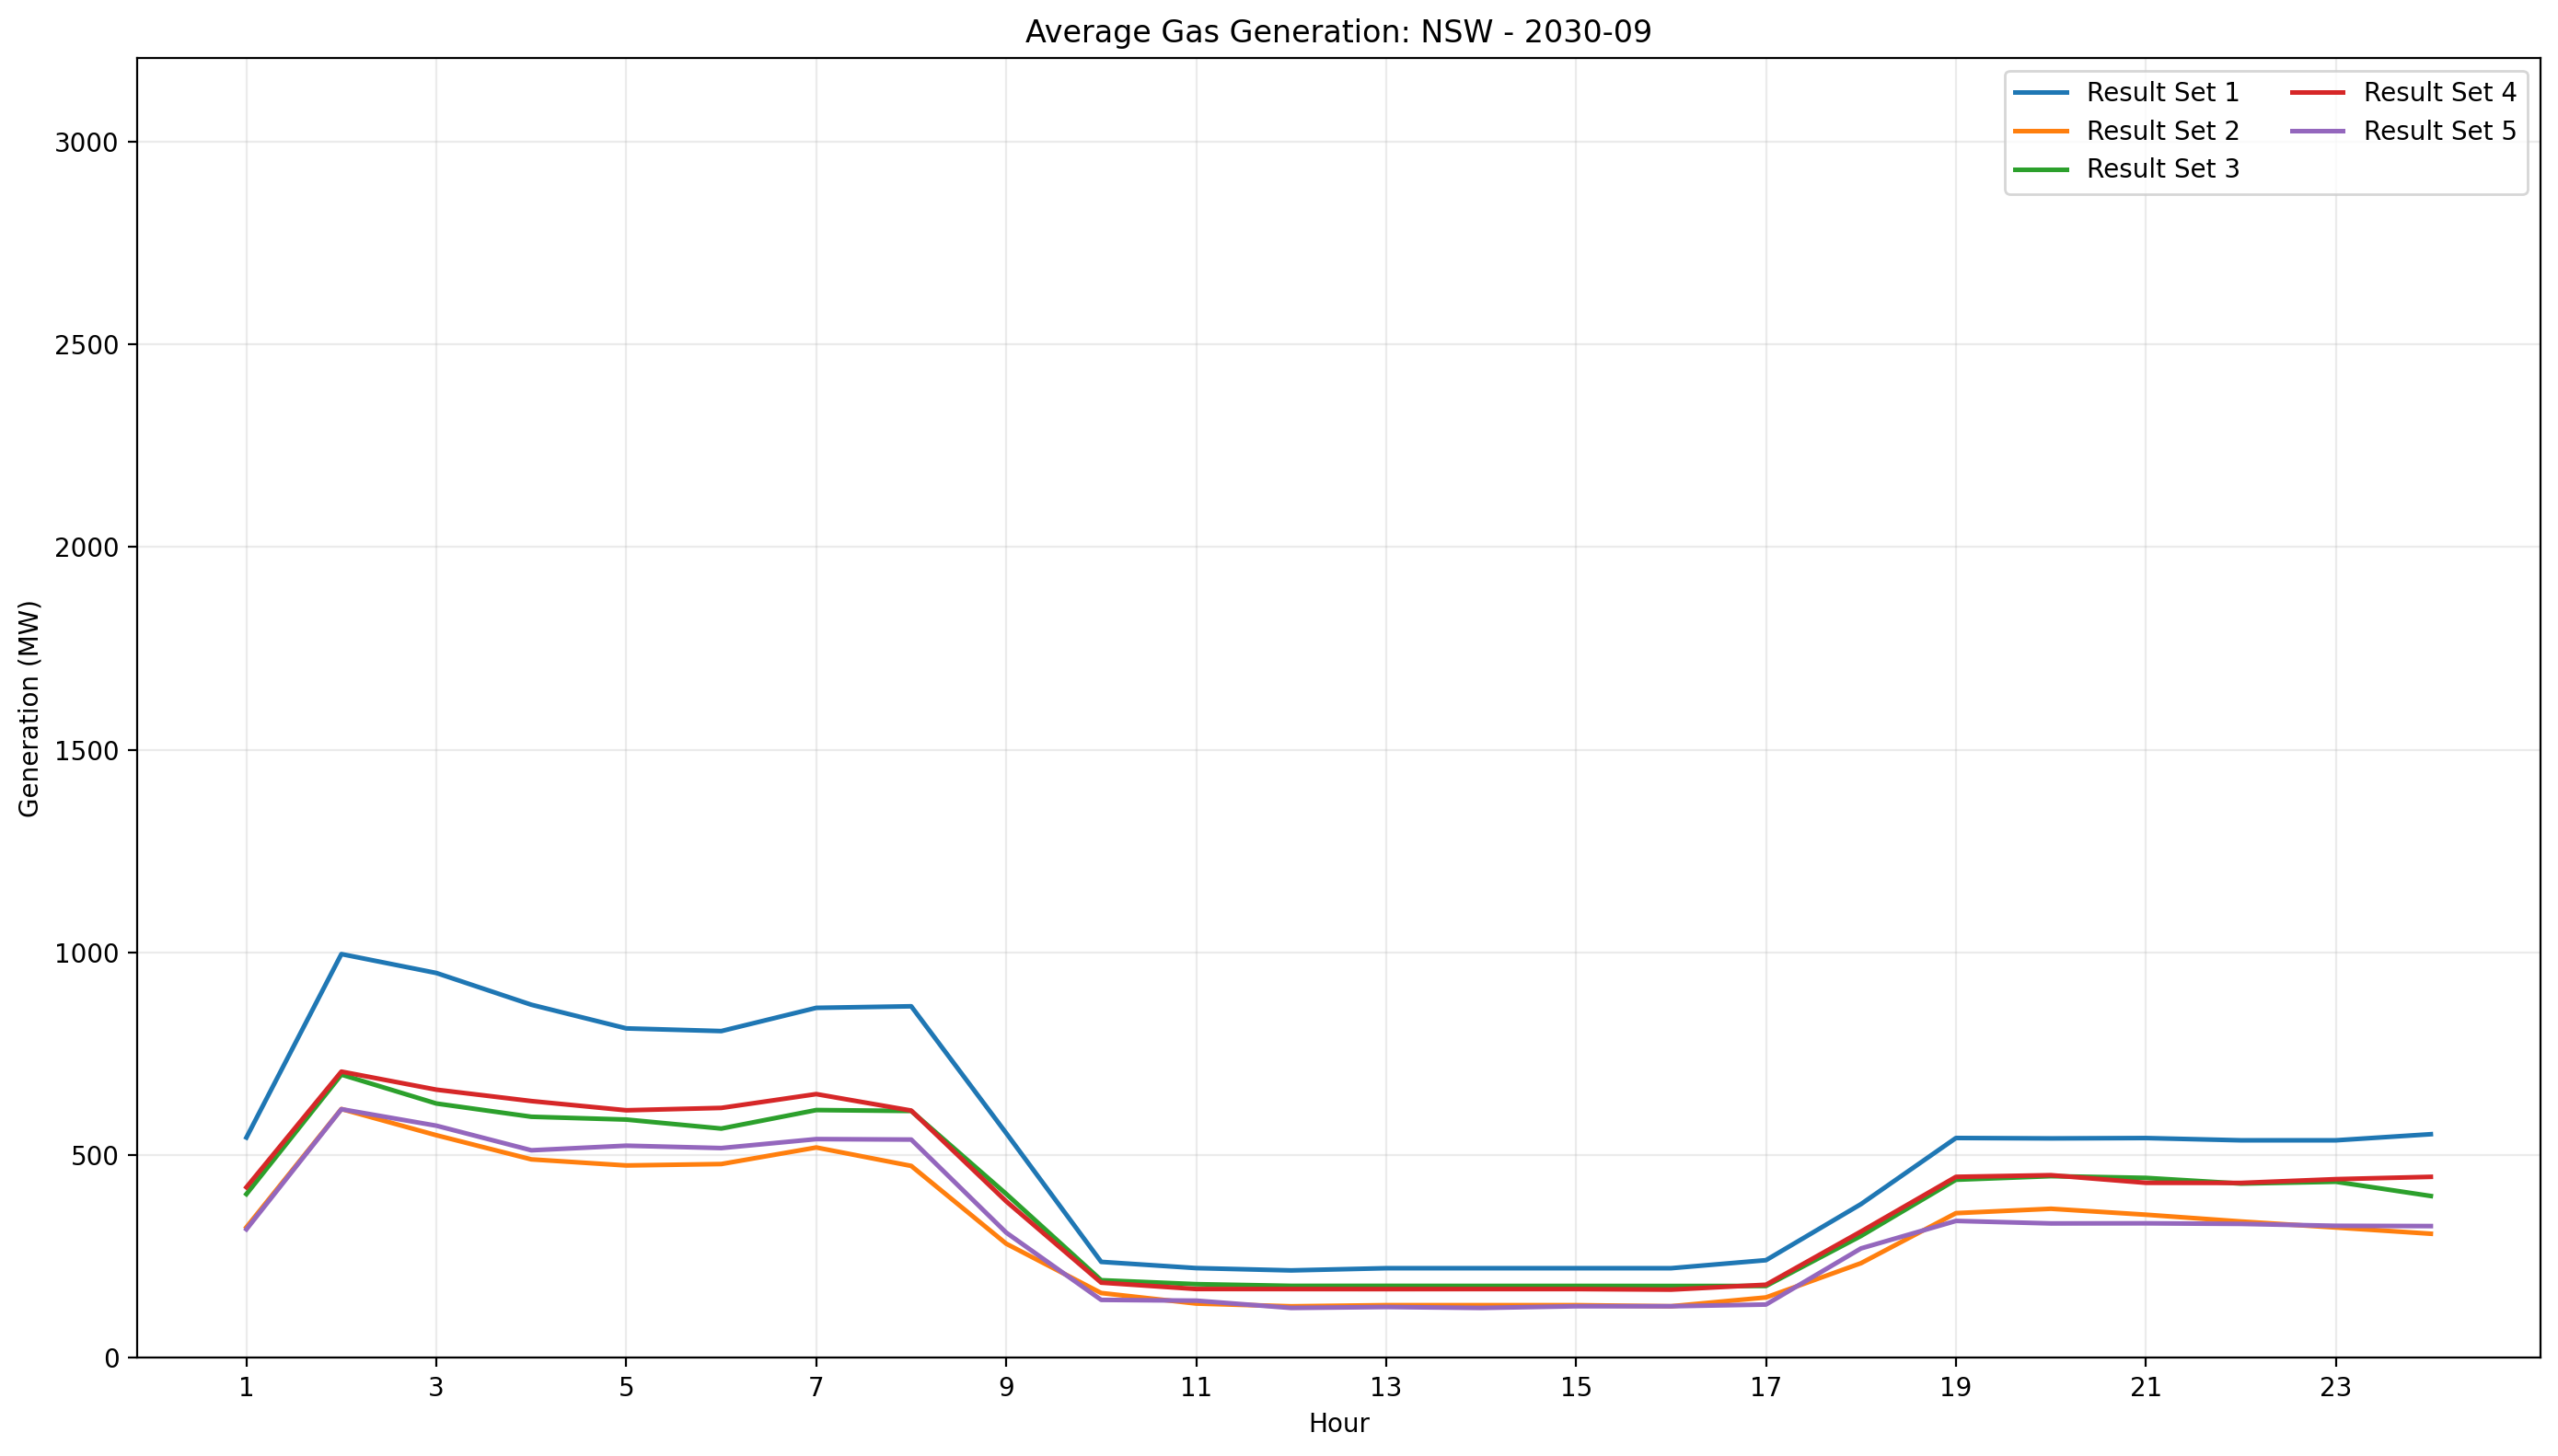 Average Gas Generation: NSW - 2030-09
Result Set 1
Result Set 2
Result Set 3
Result Set 4
Result Set 5
Generation (MW)
3000
2500
2000
1500
1000
500
0
1 3 5 7 9 11 13 15 17 19 21 23
Hour